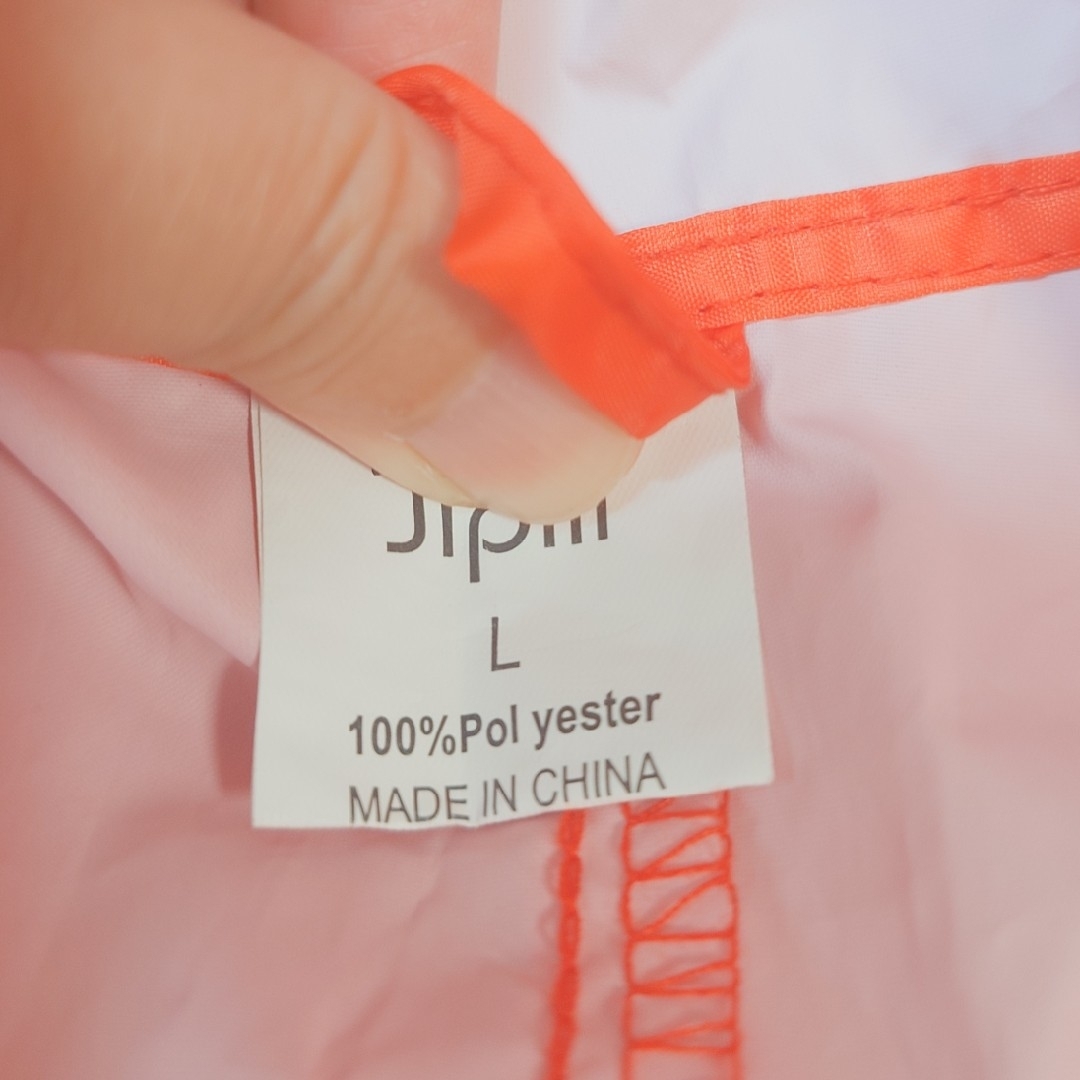 L
100%Pol yester
MADE IN CHINA